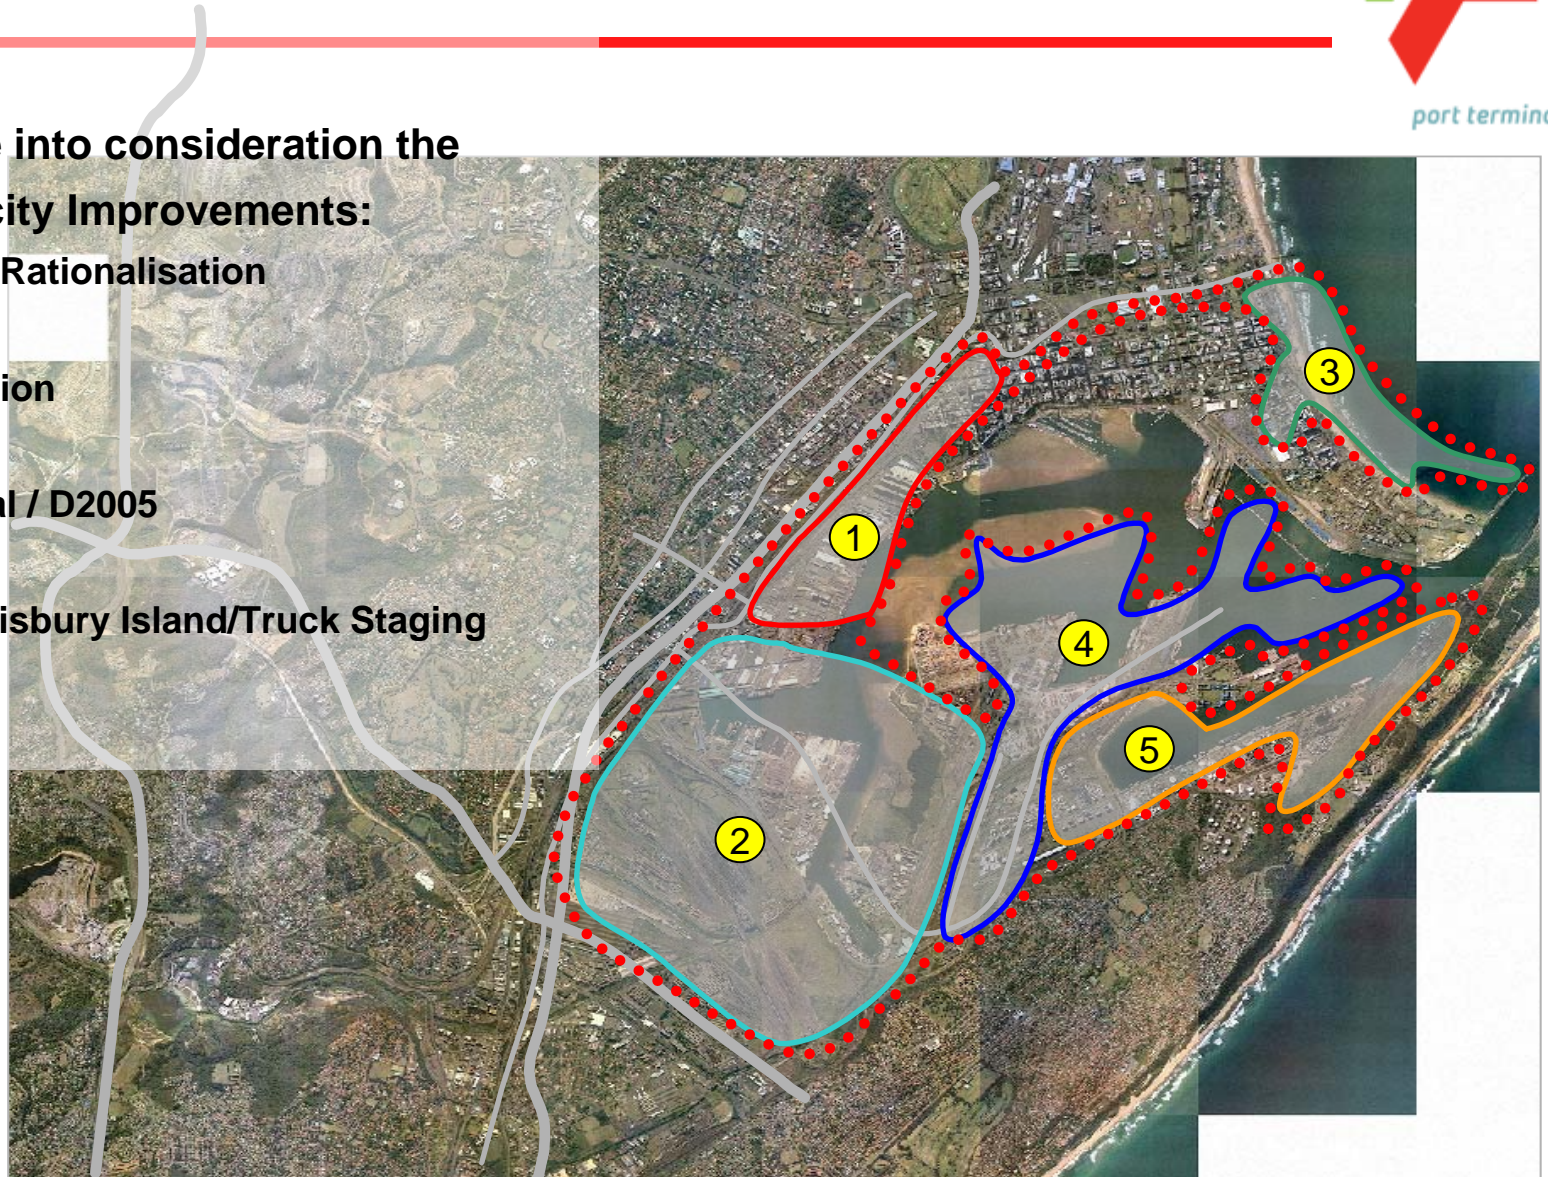 port termin
into consideration the
city Improvements:
Rationalisation
ion
al / D2005
isbury Island/Truck Staging
3
1
4
5
2